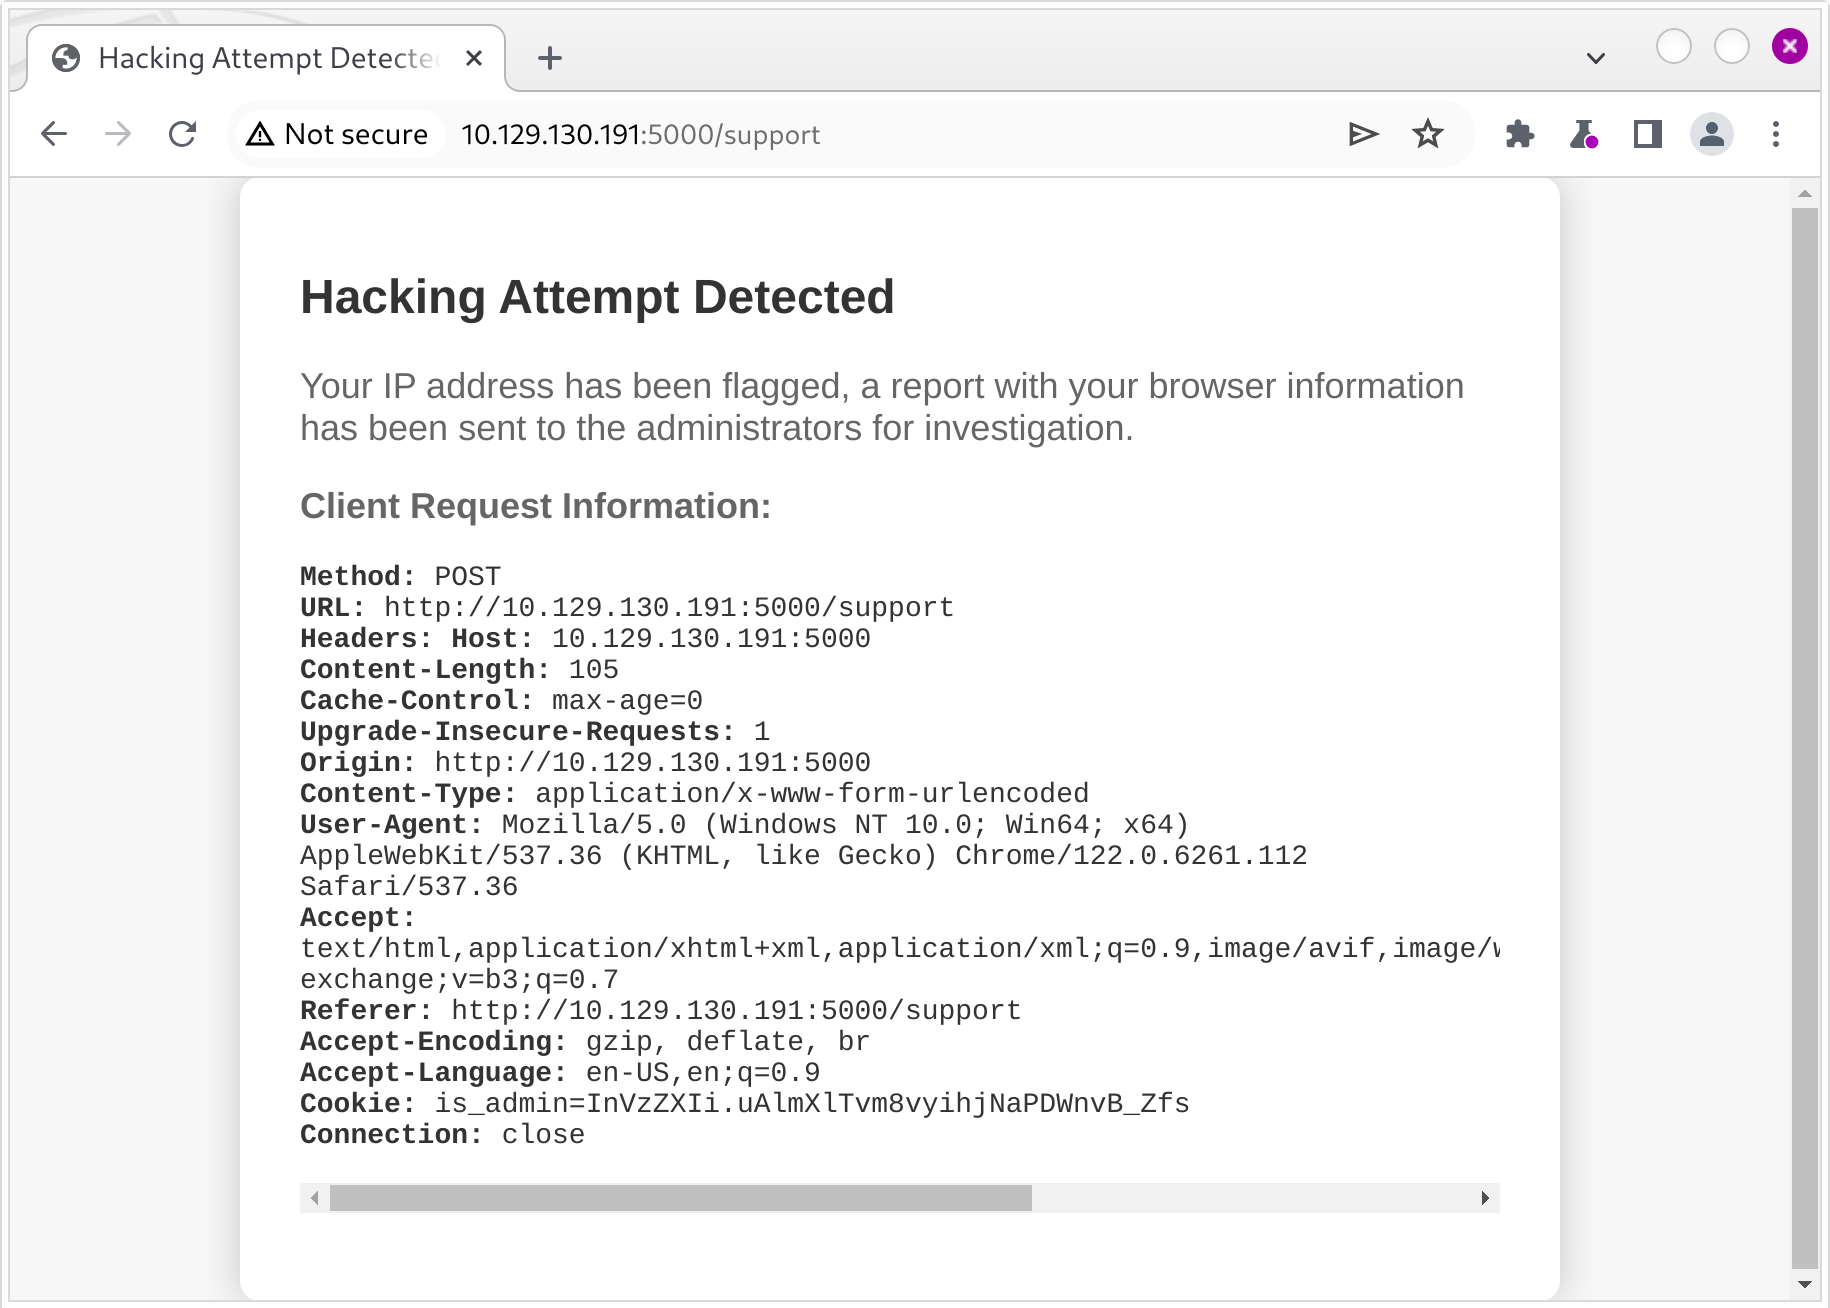 Hacking Attempt Detected
Not secure 10.129.130.191:5000/support
Hacking Attempt Detected
Your IP address has been flagged, a report with your browser information
has been sent to the administrators for investigation.
Client Request Information:
Method: POST
URL: http://10.129.130.191:5000/support
Headers: Host: 10.129.130.191:5000
Content-Length: 105
Cache-Control: max-age=0
Upgrade-Insecure-Requests: 1
Origin: http://10.129.130.191:5000
Content-Type: application/x-www-form-urlencoded
User-Agent: Mozilla/5.0 (Windows NT 10.0; Win64; x64)
AppleWebKit/537.36 (KHTML, like Gecko) Chrome/122.0.6261.112
Safari/537.36
Accept:
text/html,application/xhtml+xml,application/xml;q=0.9,image/avif,image/w
exchange;v=b3;q=0.7
Referer: http://10.129.130.191:5000/support
Accept-Encoding: gzip, deflate, br
Accept-Language: en-US,en;q=0.9
Cookie: is_admin=InVzZXIi.uAlmXlTvm8vyihjNaPDWnvB_Zfs
Connection: close